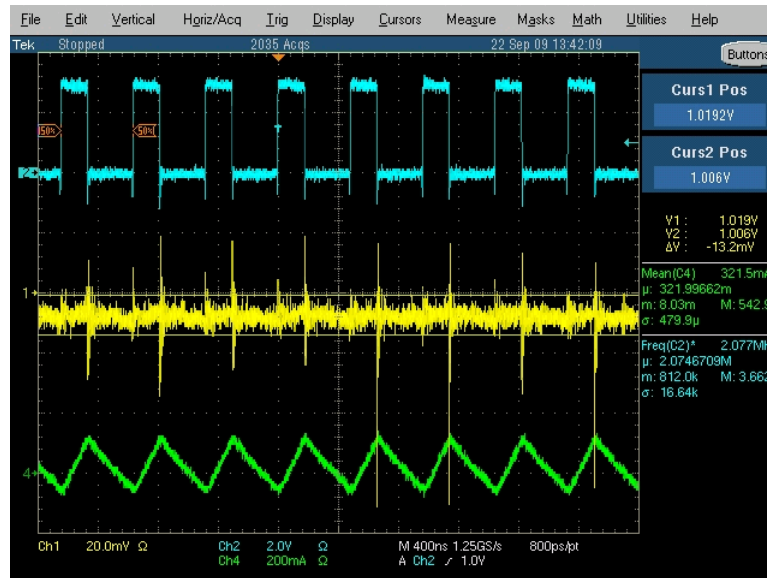 File Edit Vertical Horiz/Acq Trig Display Cursors Measure Masks Math Utilities Help
Tek Stopped 2035 Acqs 22 Sep 09 13:42:09
Buttons
Curs1 Pos
1.0192V
Curs2 Pos
1.006V
50%
50%
2
V1 : 1.019V
V2 : 1.006V
ΔV : -13.2mV
1
Mean(C4) 321.5m
μ: 321.99662m
m: 8.03m M: 542.9
σ: 479.9μ
Freq(C2)* 2.077M
μ: 2.0746709M
m: 812.0k M: 3.662
σ: 16.64k
4
Ch1 20.0mV Ω Ch2 2.0V Ω M 400ns 1.25GS/s 800ps/pt
Ch4 200mA Ω A Ch2 ∕ 1.0V